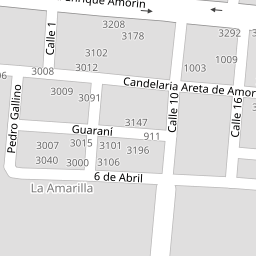 Enrique Amorin
3208
3178
3292
Calle 1
3102
3012
3008
1009
1003
Candelaria Areta de Amor
3009
3091
Pedro Gallino
Calle 10
Calle 16
3147
Guaraní
911
3007
3015
3101
3196
3040
3000
3106
6 de Abril
La Amarilla